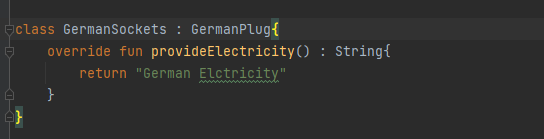 class GermanSockets : GermanPlug{
override fun provideElectricity() : String{
return "German Elctricity"
}
}